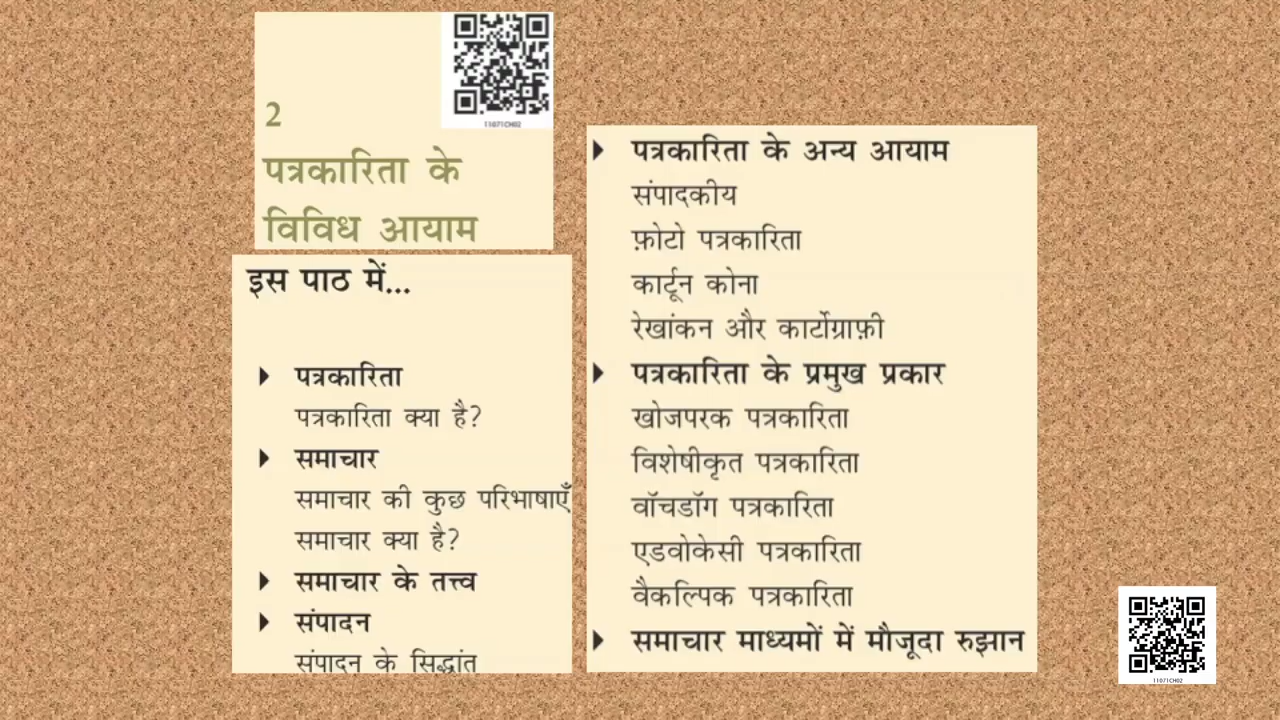 11071CH02
2
पत्रकारिता के
विविध आयाम
इस पाठ में...
पत्रकारिता
पत्रकारिता क्या है?
समाचार
समाचार की कुछ परिभाषाएँ
समाचार क्या है?
समाचार के तत्त्व
संपादन
संपादन के सिद्धांत
पत्रकारिता के अन्य आयाम
संपादकीय
फ़ोटो पत्रकारिता
कार्टून कोना
रेखांकन और कार्टोग्राफ़ी
पत्रकारिता के प्रमुख प्रकार
खोजपरक पत्रकारिता
विशेषीकृत पत्रकारिता
वॉचडॉग पत्रकारिता
एडवोकेसी पत्रकारिता
वैकल्पिक पत्रकारिता
समाचार माध्यमों में मौजूदा रुझान
11071CH02